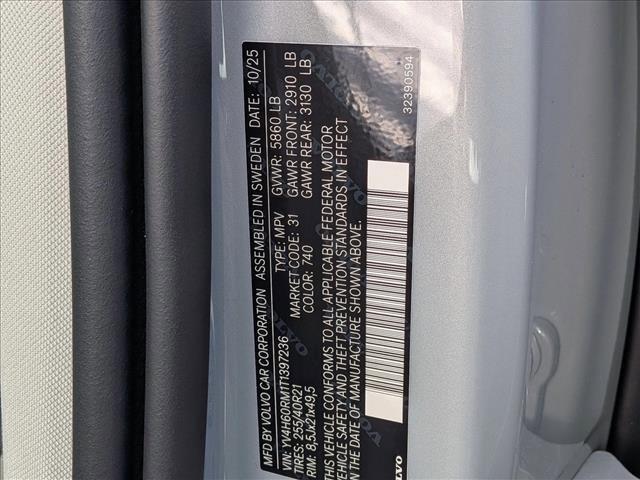 MFD BY VOLVO CAR CORPORATION ASSEMBLED IN SWEDEN DATE: 10/25
VIN: YV4H60RM1T1397236 TYPE: MPV GVWR: 5860 LB
TIRES: 255/40R21 MARKET CODE: 31 GAWR FRONT: 2910 LB
RIM: 8,5Jx21x49,5 COLOR: 740 GAWR REAR: 3130 LB
THIS VEHICLE CONFORMS TO ALL APPLICABLE FEDERAL MOTOR
VEHICLE SAFETY AND THEFT PREVENTION STANDARDS IN EFFECT
ON THE DATE OF MANUFACTURE SHOWN ABOVE.
VOLVO
32390594